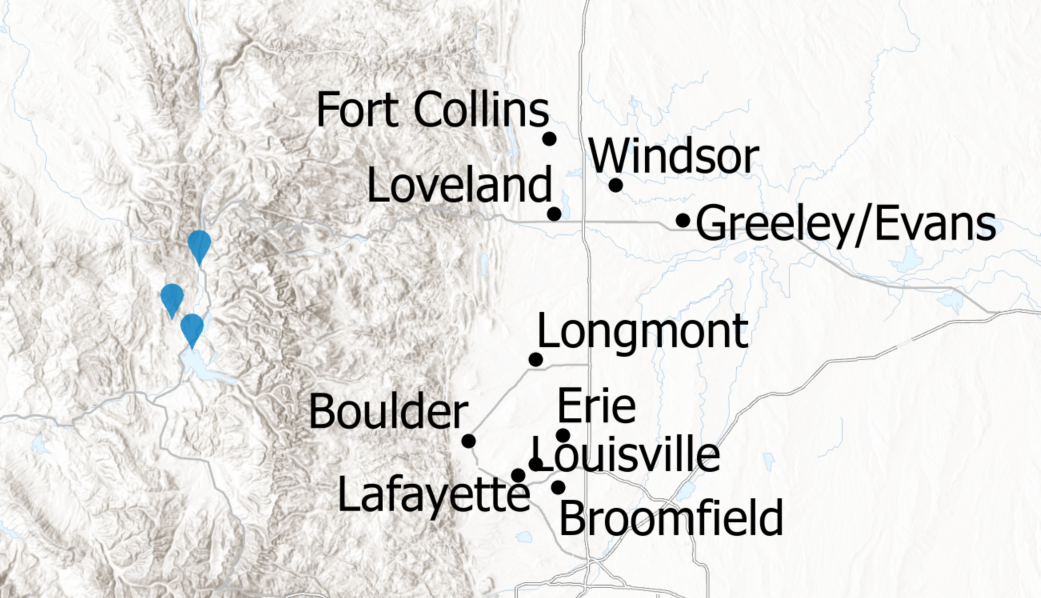 Fort Collins
Windsor
Loveland
Greeley/Evans
Longmont
Erie
Boulder
Louisville
Lafayette
Broomfield